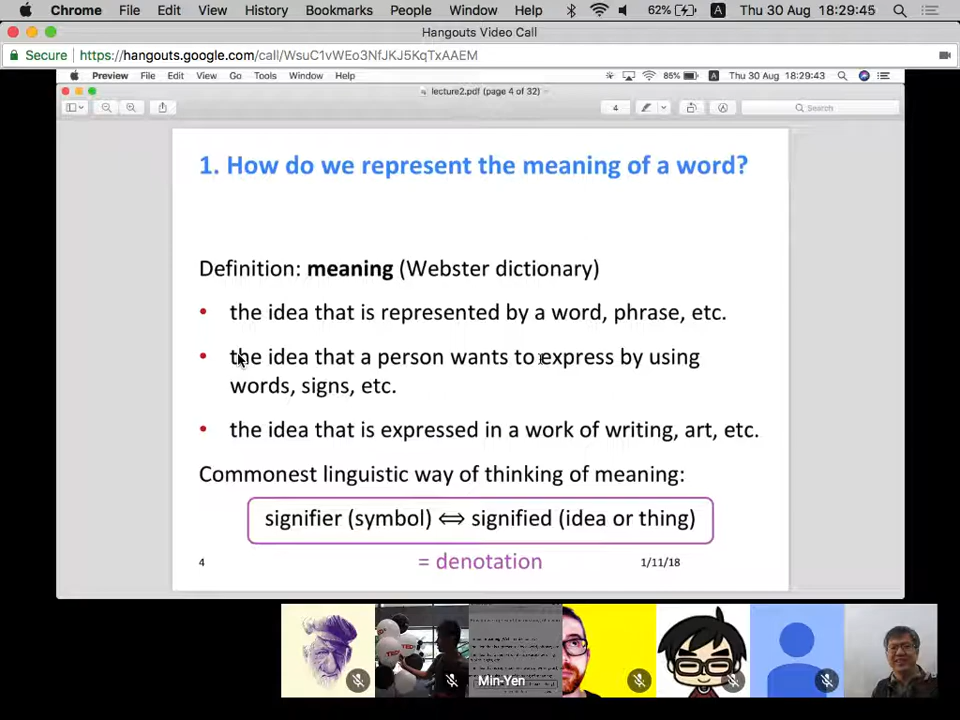 Chrome File Edit View History Bookmarks People Window Help 62% A Thu 30 Aug 18:29:45
Hangouts Video Call
Secure https://hangouts.google.com/call/WsuC1vWEo3NfJKJ5KqTxAAEM
Preview File Edit View Go Tools Window Help 85% A Thu 30 Aug 18:29:43
lecture2.pdf (page 4 of 32)
4 Search
1. How do we represent the meaning of a word?
Definition: meaning (Webster dictionary)
• the idea that is represented by a word, phrase, etc.
• the idea that a person wants to express by using
words, signs, etc.
• the idea that is expressed in a work of writing, art, etc.
Commonest linguistic way of thinking of meaning:
signifier (symbol) ⟺ signified (idea or thing)
= denotation
4 1/11/18
Min-Yen